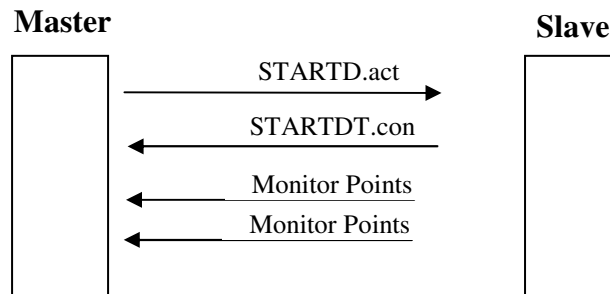 Master
Slave
STARTD.act
STARTDT.con
Monitor Points
Monitor Points